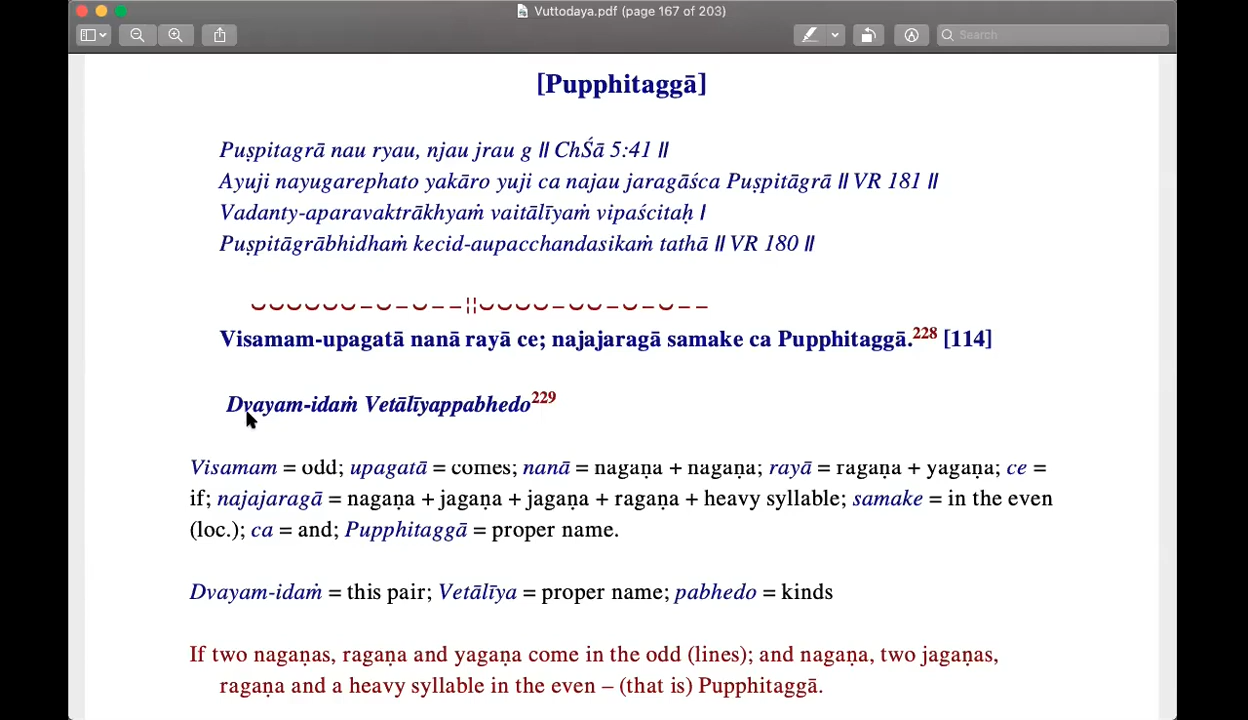 Vuttodaya.pdf (page 167 of 203)
Search
[Pupphitaggā]
Puṣpitagrā nau ryau, njau jrau g ॥ ChŚā 5:41 ॥
Ayuji nayugarephato yakāro yuji ca najau jaragāśca Puṣpitāgrā ॥ VR 181 ॥
Vadanty-aparavaktrākhyaṁ vaitālīyaṁ vipaścitaḥ ।
Puṣpitāgrābhidhaṁ kecid-aupacchandasikaṁ tathā ॥ VR 180 ॥
⏑⏑⏑⏑⏑⏑–⏑–⏑––¦¦⏑⏑⏑⏑–⏑⏑–⏑–⏑––
Visamam-upagatā nanā rayā ce; najajaragā samake ca Pupphitaggā.228 [114]
Dvayam-idaṁ Vetālīyappabhedo229
Visamam = odd; upagatā = comes; nanā = nagaṇa + nagaṇa; rayā = ragaṇa + yagaṇa; ce =
if; najajaragā = nagaṇa + jagaṇa + jagaṇa + ragaṇa + heavy syllable; samake = in the even
(loc.); ca = and; Pupphitaggā = proper name.
Dvayam-idaṁ = this pair; Vetālīya = proper name; pabhedo = kinds
If two nagaṇas, ragaṇa and yagaṇa come in the odd (lines); and nagaṇa, two jagaṇas,
ragaṇa and a heavy syllable in the even – (that is) Pupphitaggā.